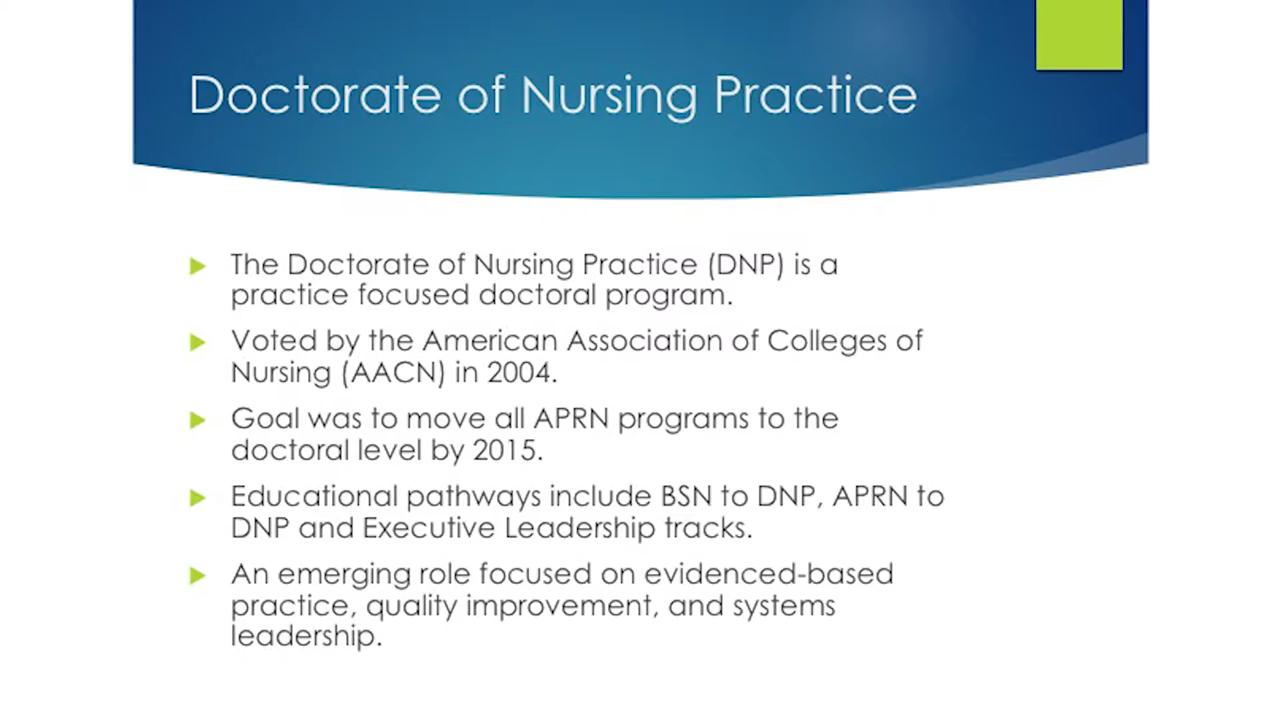 Doctorate of Nursing Practice
The Doctorate of Nursing Practice (DNP) is a
practice focused doctoral program.
Voted by the American Association of Colleges of
Nursing (AACN) in 2004.
Goal was to move all APRN programs to the
doctoral level by 2015.
Educational pathways include BSN to DNP, APRN to
DNP and Executive Leadership tracks.
An emerging role focused on evidenced-based
practice, quality improvement, and systems
leadership.